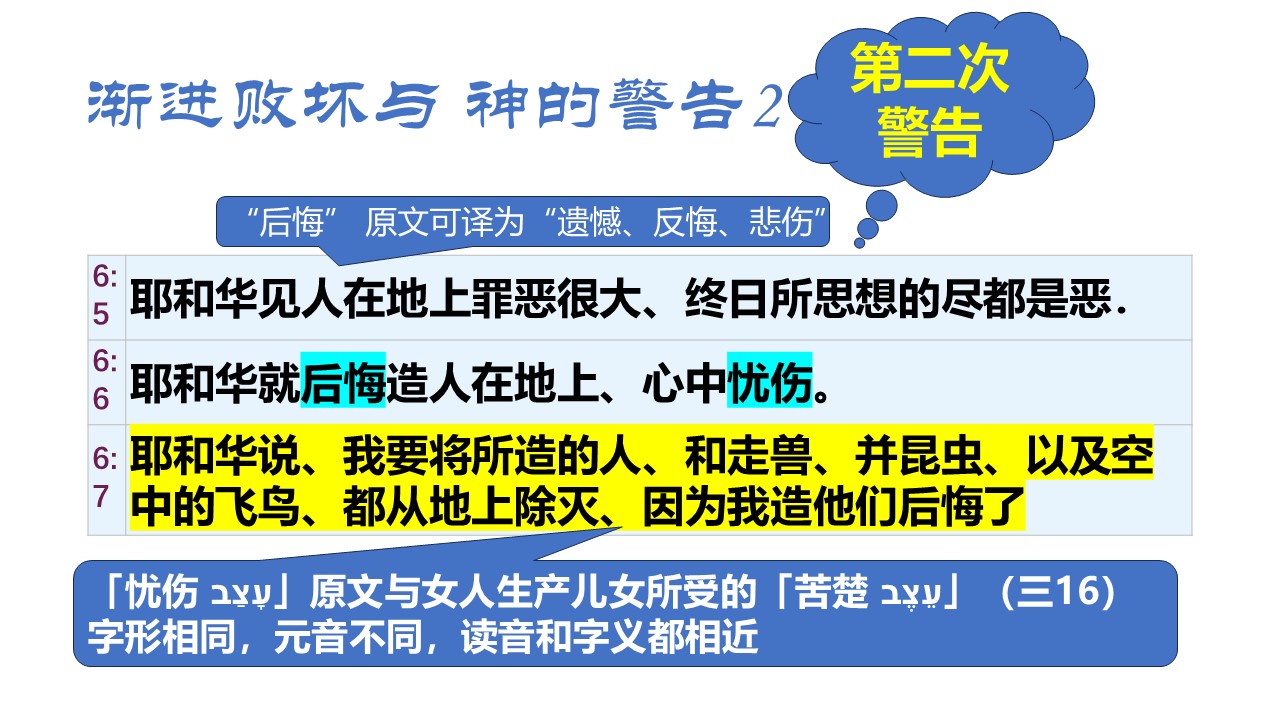 渐进败坏与 神的警告2
第二次
警告
“后悔” 原文可译为“遗憾、反悔、悲伤”
6:
5
耶和华见人在地上罪恶很大、终日所思想的尽都是恶.
6:
6
耶和华就后悔造人在地上、心中忧伤。
6:
7
耶和华说、我要将所造的人、和走兽、并昆虫、以及空
中的飞鸟、都从地上除灭、因为我造他们后悔了
「忧伤 עָצַב」原文与女人生产儿女所受的「苦楚 עֵצֶב」（三16）
字形相同，元音不同，读音和字义都相近